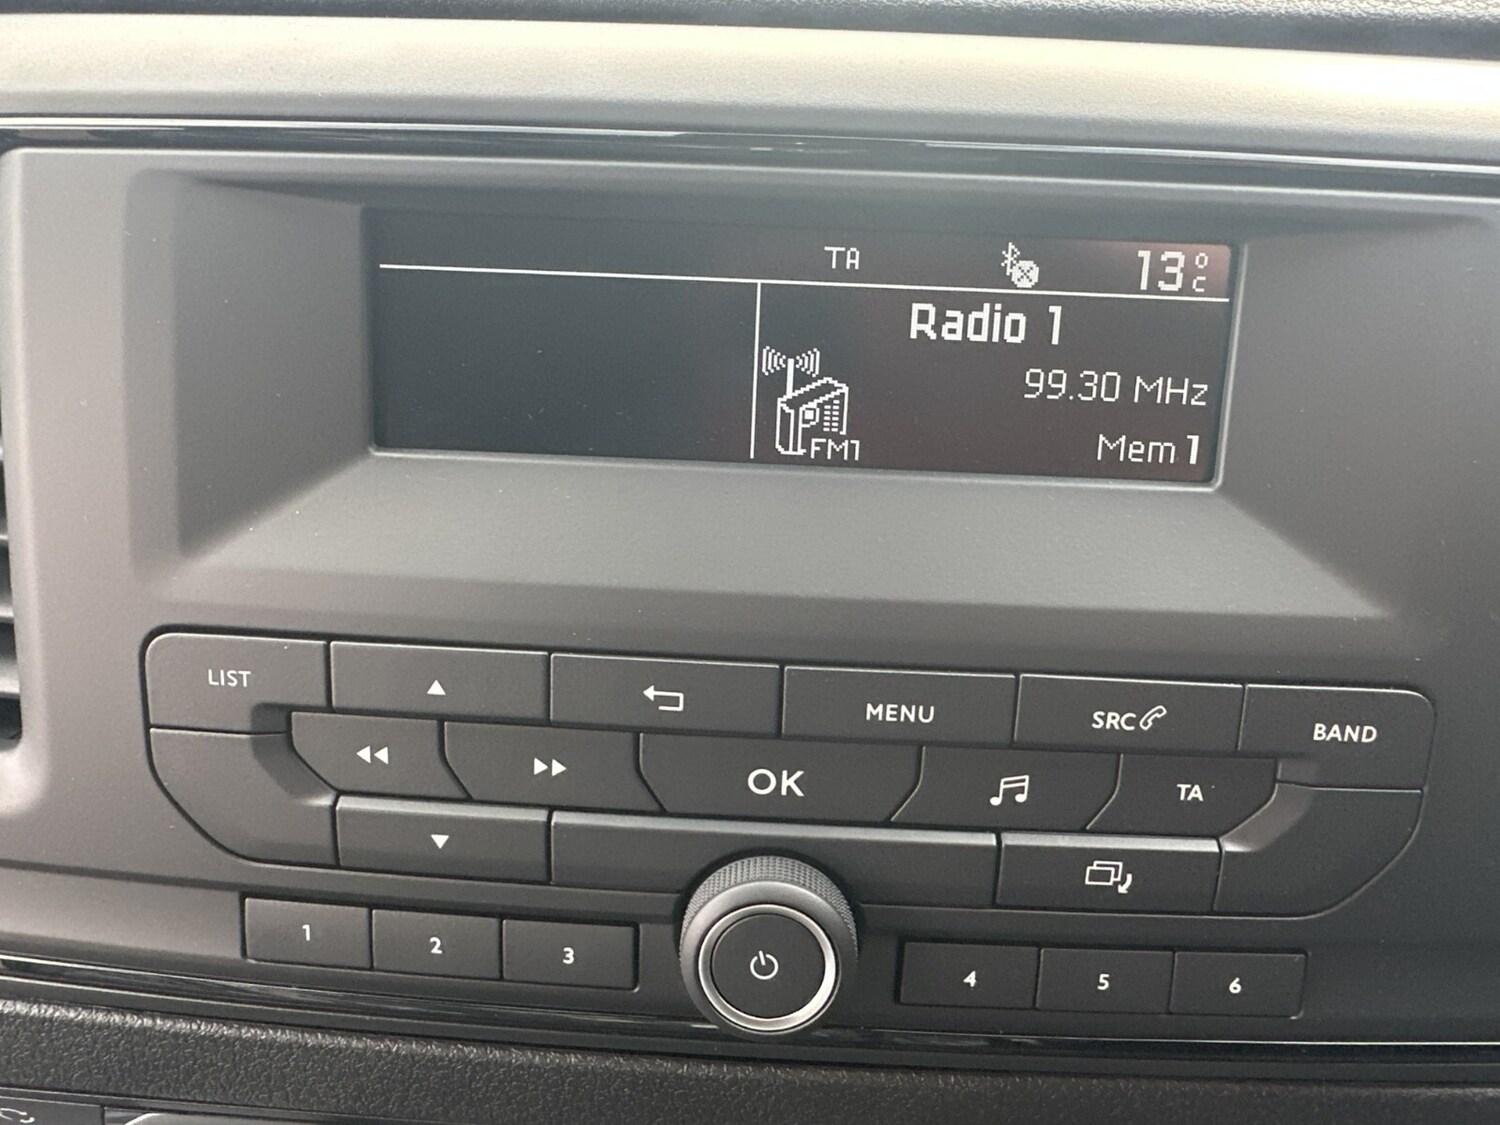 TA 13°C
Radio 1
99.30 MHz
FM1 Mem 1
LIST
MENU
SRC
BAND
OK
TA
1
2
3
4
5
6